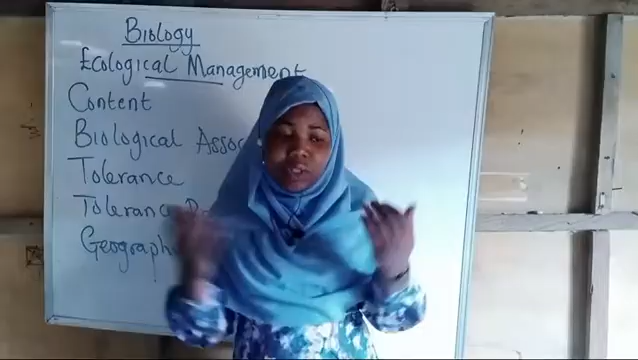 Biology
Ecological Management
Content
Biological
Tolerance
Tolerance